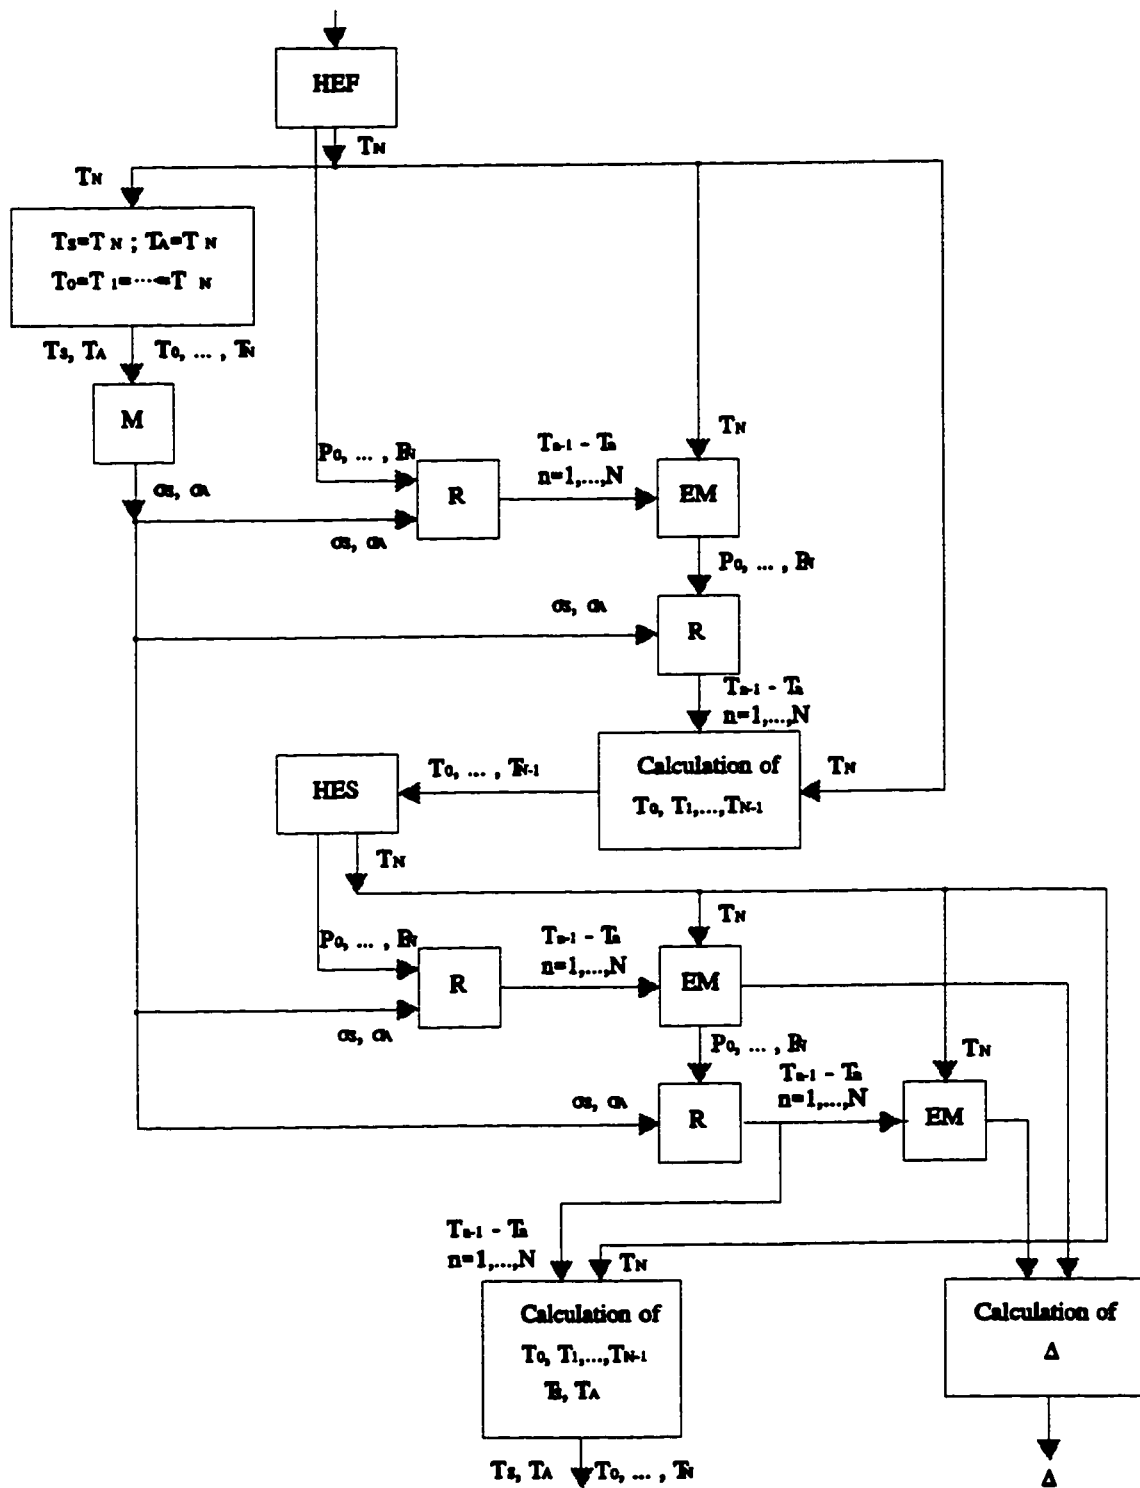 HEF
TN
TN
TS=TN ; TA=TN
T0=T1=····=TN
TS, TA
T0, ... , TN
M
TN
P0, ... , PN
Tn-1 - Tn
n=1,...,N
R
EM
σS, σA
σS, σA
P0, ... , PN
σS, σA
R
Tn-1 - Tn
n=1,...,N
HES
T0, ... , TN-1
Calculation of
T0, T1,...,TN-1
TN
TN
TN
P0, ... , PN
Tn-1 - Tn
n=1,...,N
R
EM
σS, σA
P0, ... , PN
TN
Tn-1 - Tn
n=1,...,N
σS, σA
R
EM
Tn-1 - Tn
n=1,...,N
TN
Calculation of
T0, T1,...,TN-1
TS, TA
Calculation of
Δ
TS, TA
T0, ... , TN
Δ